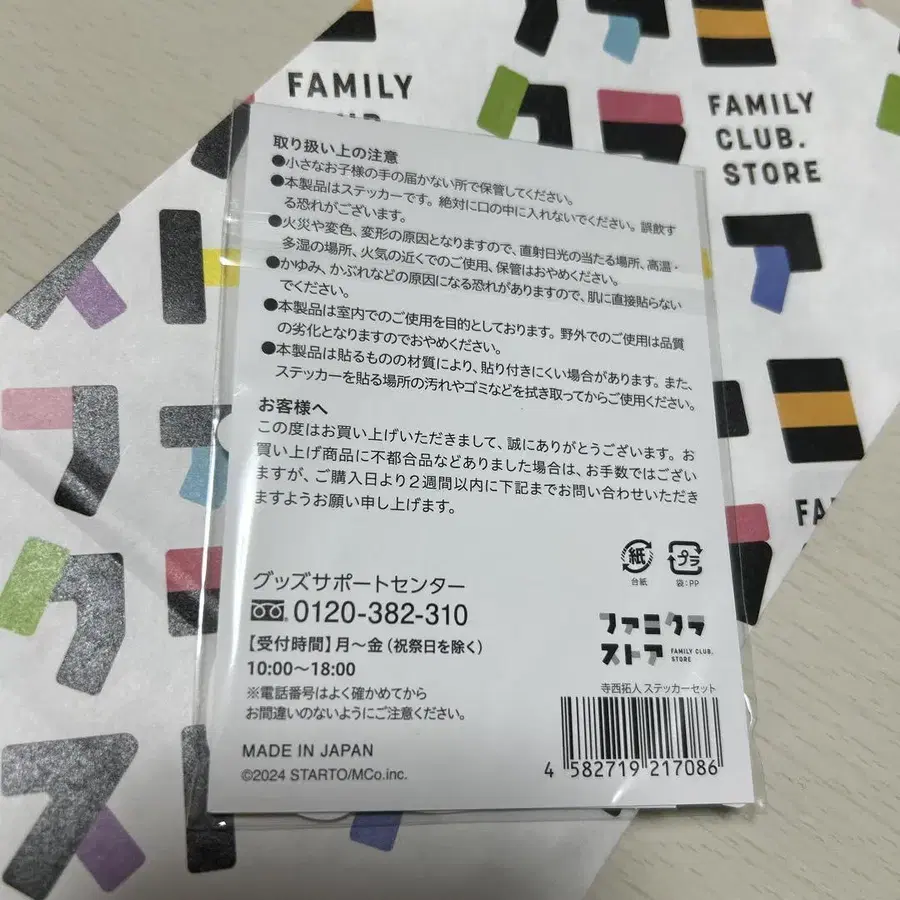 FAMILY
FAMILY
CLUB.
STORE
取り扱い上の注意
●小さなお子様の手の届かない所で保管してください。
●本製品はステッカーです。絶対に口の中に入れないでください。誤飲す
る恐れがございます。
●火災や変色、変形の原因となりますので、直射日光の当たる場所、高温・
多湿の場所、火気の近くでのご使用、保管はおやめください。
●かゆみ、かぶれなどの原因になる恐れがありますので、肌に直接貼らない
でください。
●本製品は室内でのご使用を目的としております。野外でのご使用は品質
の劣化となりますのでおやめください。
●本製品は貼るものの材質により、貼り付きにくい場合があります。また、
ステッカーを貼る場所の汚れやゴミなどを拭き取ってからご使用ください。
お客様へ
この度はお買い上げいただきまして、誠にありがとうございます。お
買い上げ商品に不都合品などありました場合は、お手数ではござい
ますが、ご購入日より2週間以内に下記までお問い合わせいただき
ますようお願い申し上げます。
紙
台紙
プラ
袋:PP
グッズサポートセンター
0120-382-310
【受付時間】月～金（祝祭日を除く）
10:00～18:00
※電話番号はよく確かめてから
お間違いのないようにご注意ください。
ファミクラ
ストア
FAMILY CLUB.
STORE
寺西拓人 ステッカーセット
MADE IN JAPAN
©2024 STARTO/MCo.inc.
4 582719 217086